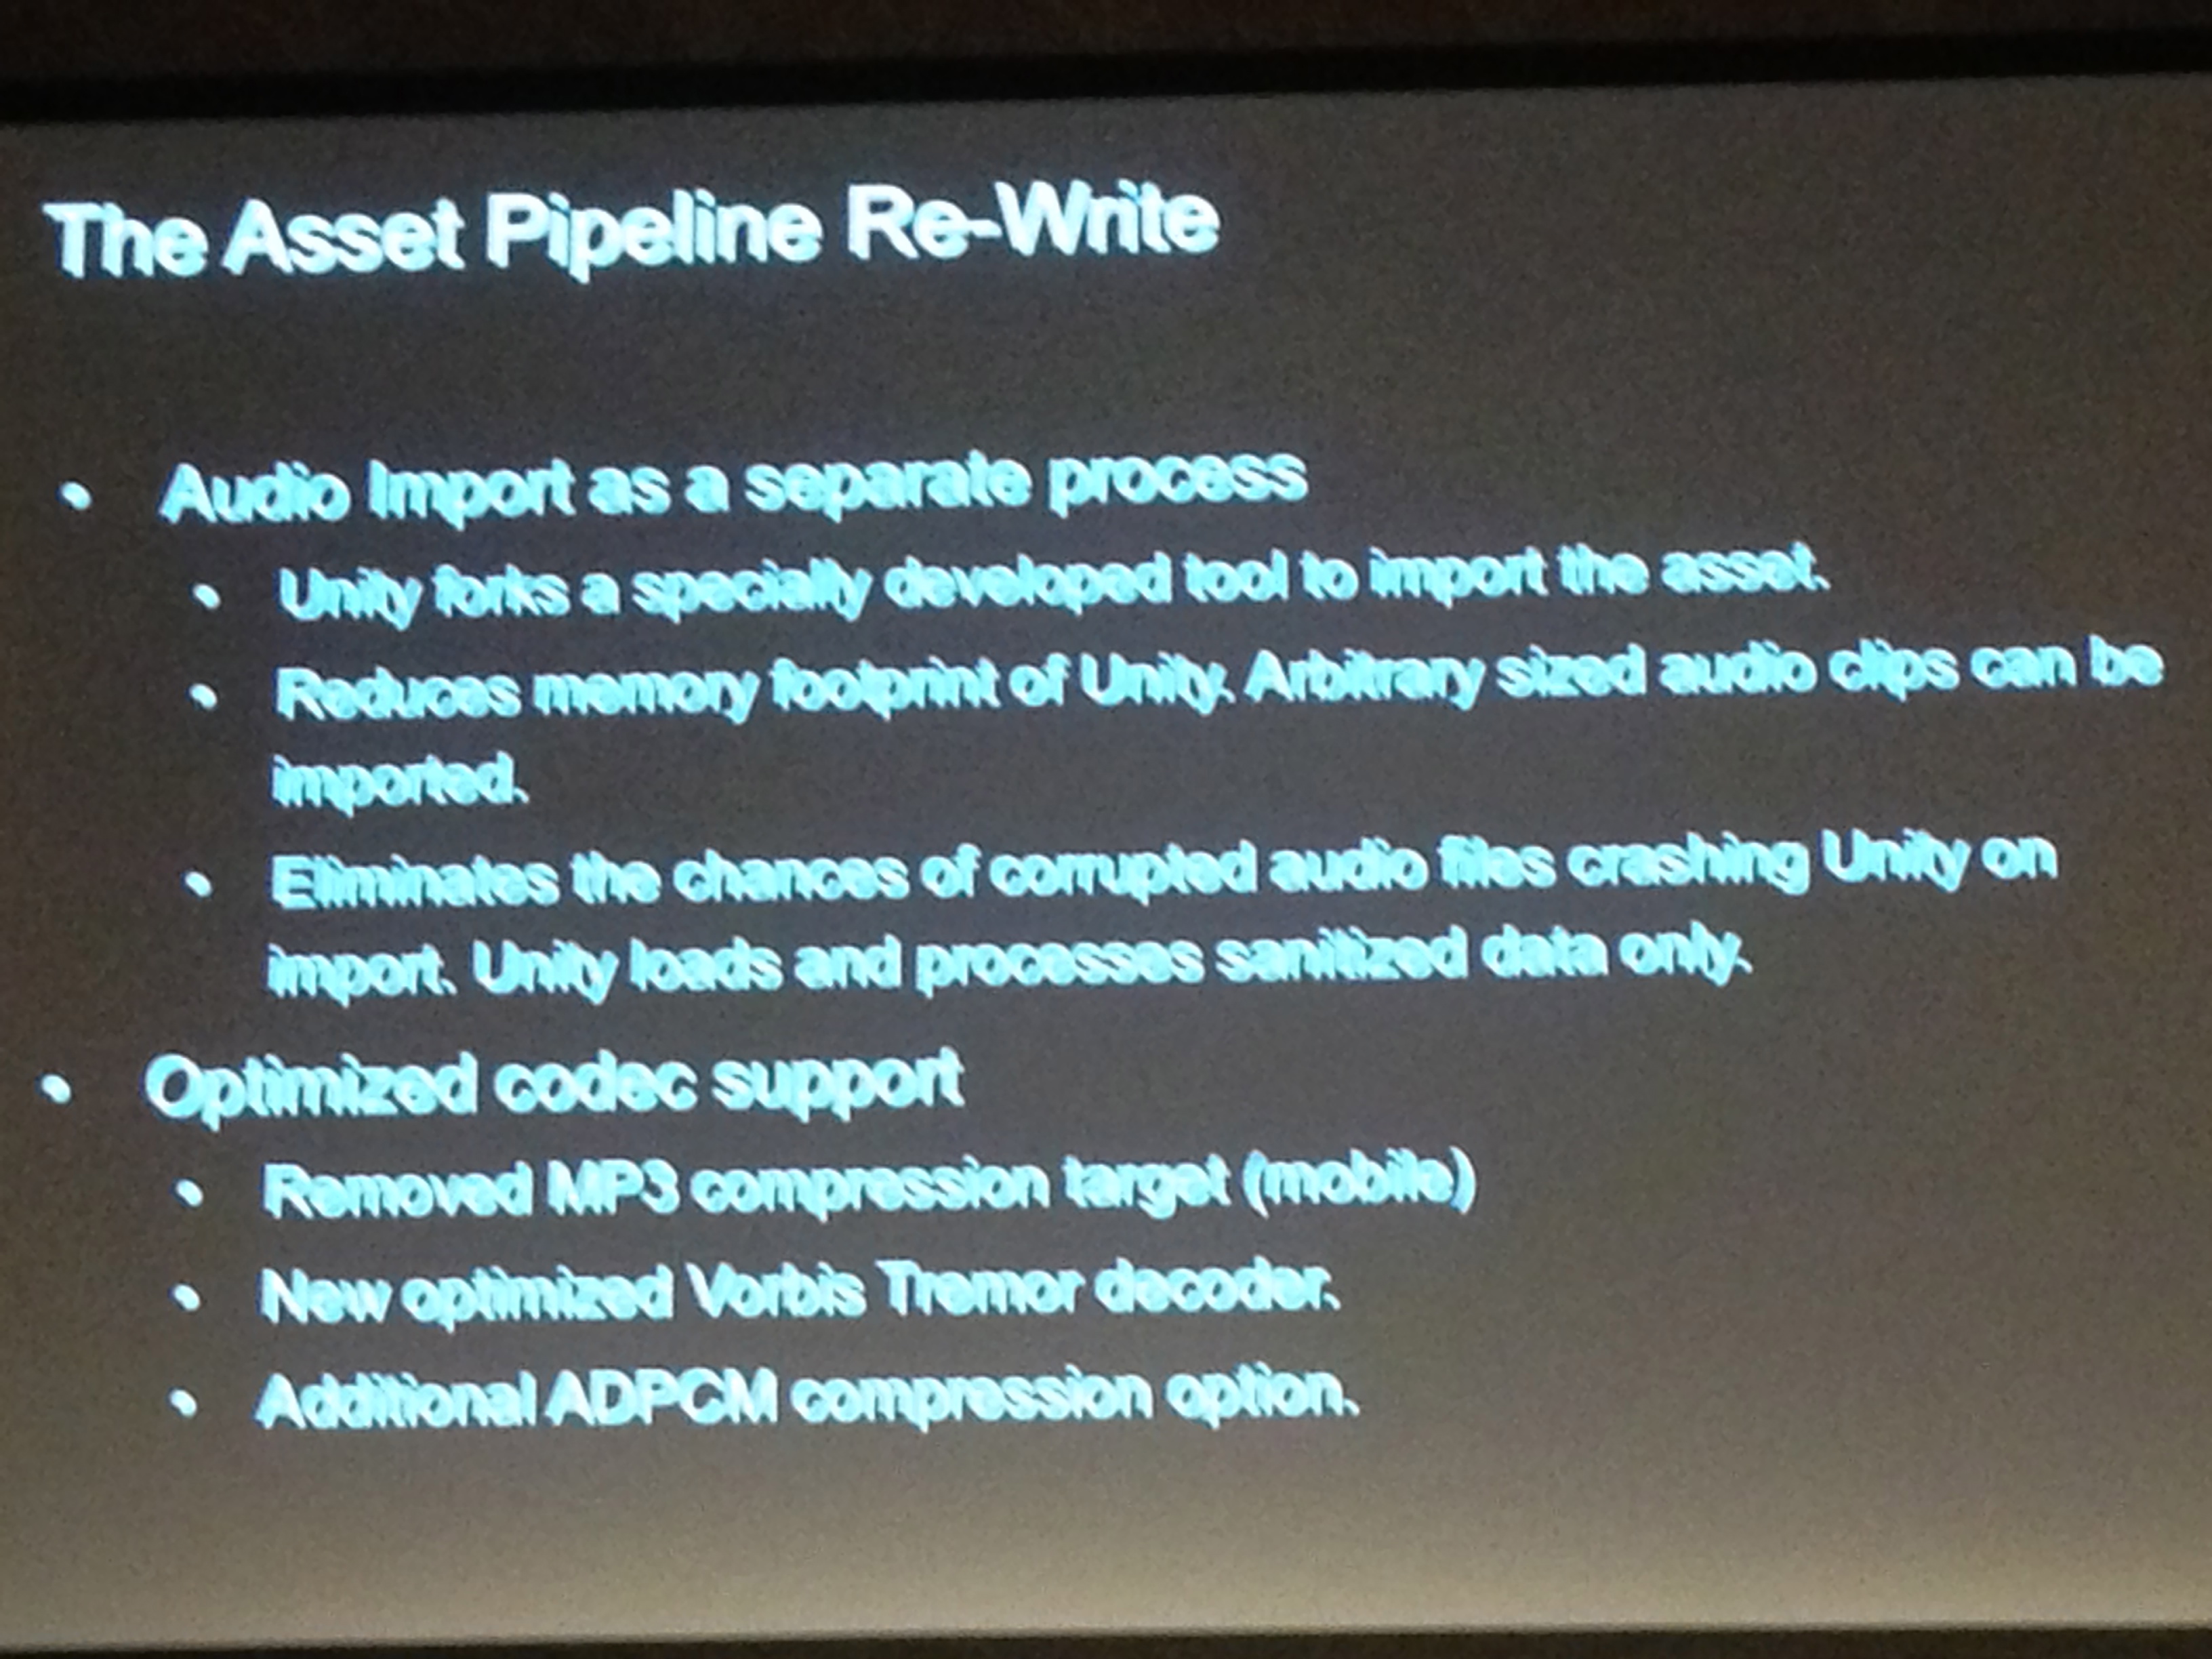 The Asset Pipeline Re-Write
• Audio Import as a separate process
• Unity forks a specially developed tool to import the asset.
• Reduces memory footprint of Unity. Arbitrary sized audio clips can be
imported.
• Eliminates the chances of corrupted audio files crashing Unity on
import. Unity loads and processes sanitized data only.
• Optimized codec support
• Removed MP3 compression target (mobile)
• New optimized Vorbis Tremor decoder.
• Additional ADPCM compression option.